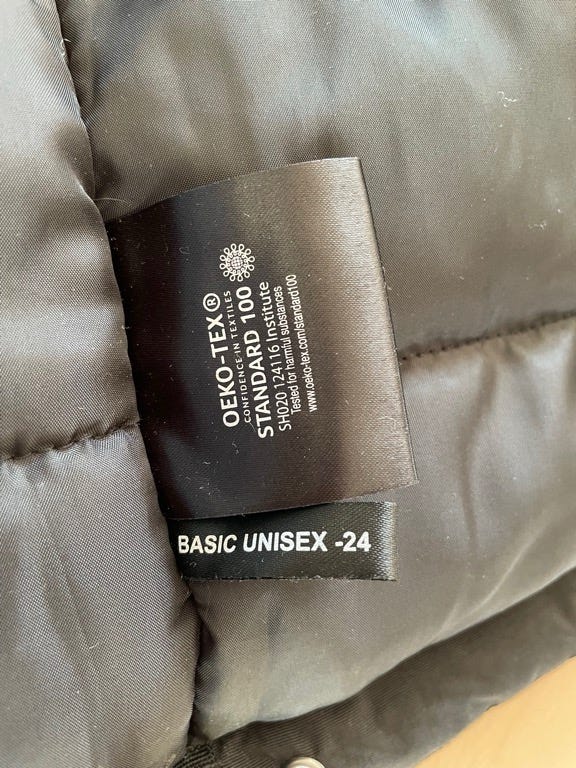 OEKO-TEX®
CONFIDENCE IN TEXTILES
STANDARD 100
SH020 124116 Institute
Tested for harmful substances
www.oeko-tex.com/standard100
BASIC UNISEX -24